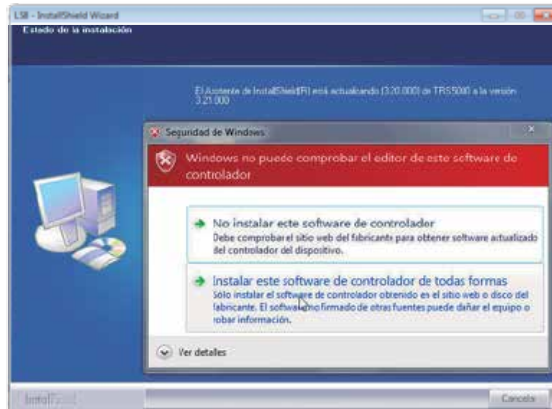 LSB - InstallShield Wizard
Estado de la instalación
El Asistente de InstallShield(R) está actualizando (3.20.000) de TRS5000 a la versión
3.21.000
Seguridad de Windows
Windows no puede comprobar el editor de este software de
controlador
No instalar este software de controlador
Debe comprobar el sitio web del fabricante para obtener software actualizado
del controlador del dispositivo.
Instalar este software de controlador de todas formas
Sólo instalar el software de controlador obtenido en el sitio web o disco del
fabricante. El software no firmado de otras fuentes puede dañar el equipo o
robar información.
Ver detalles
Cancela